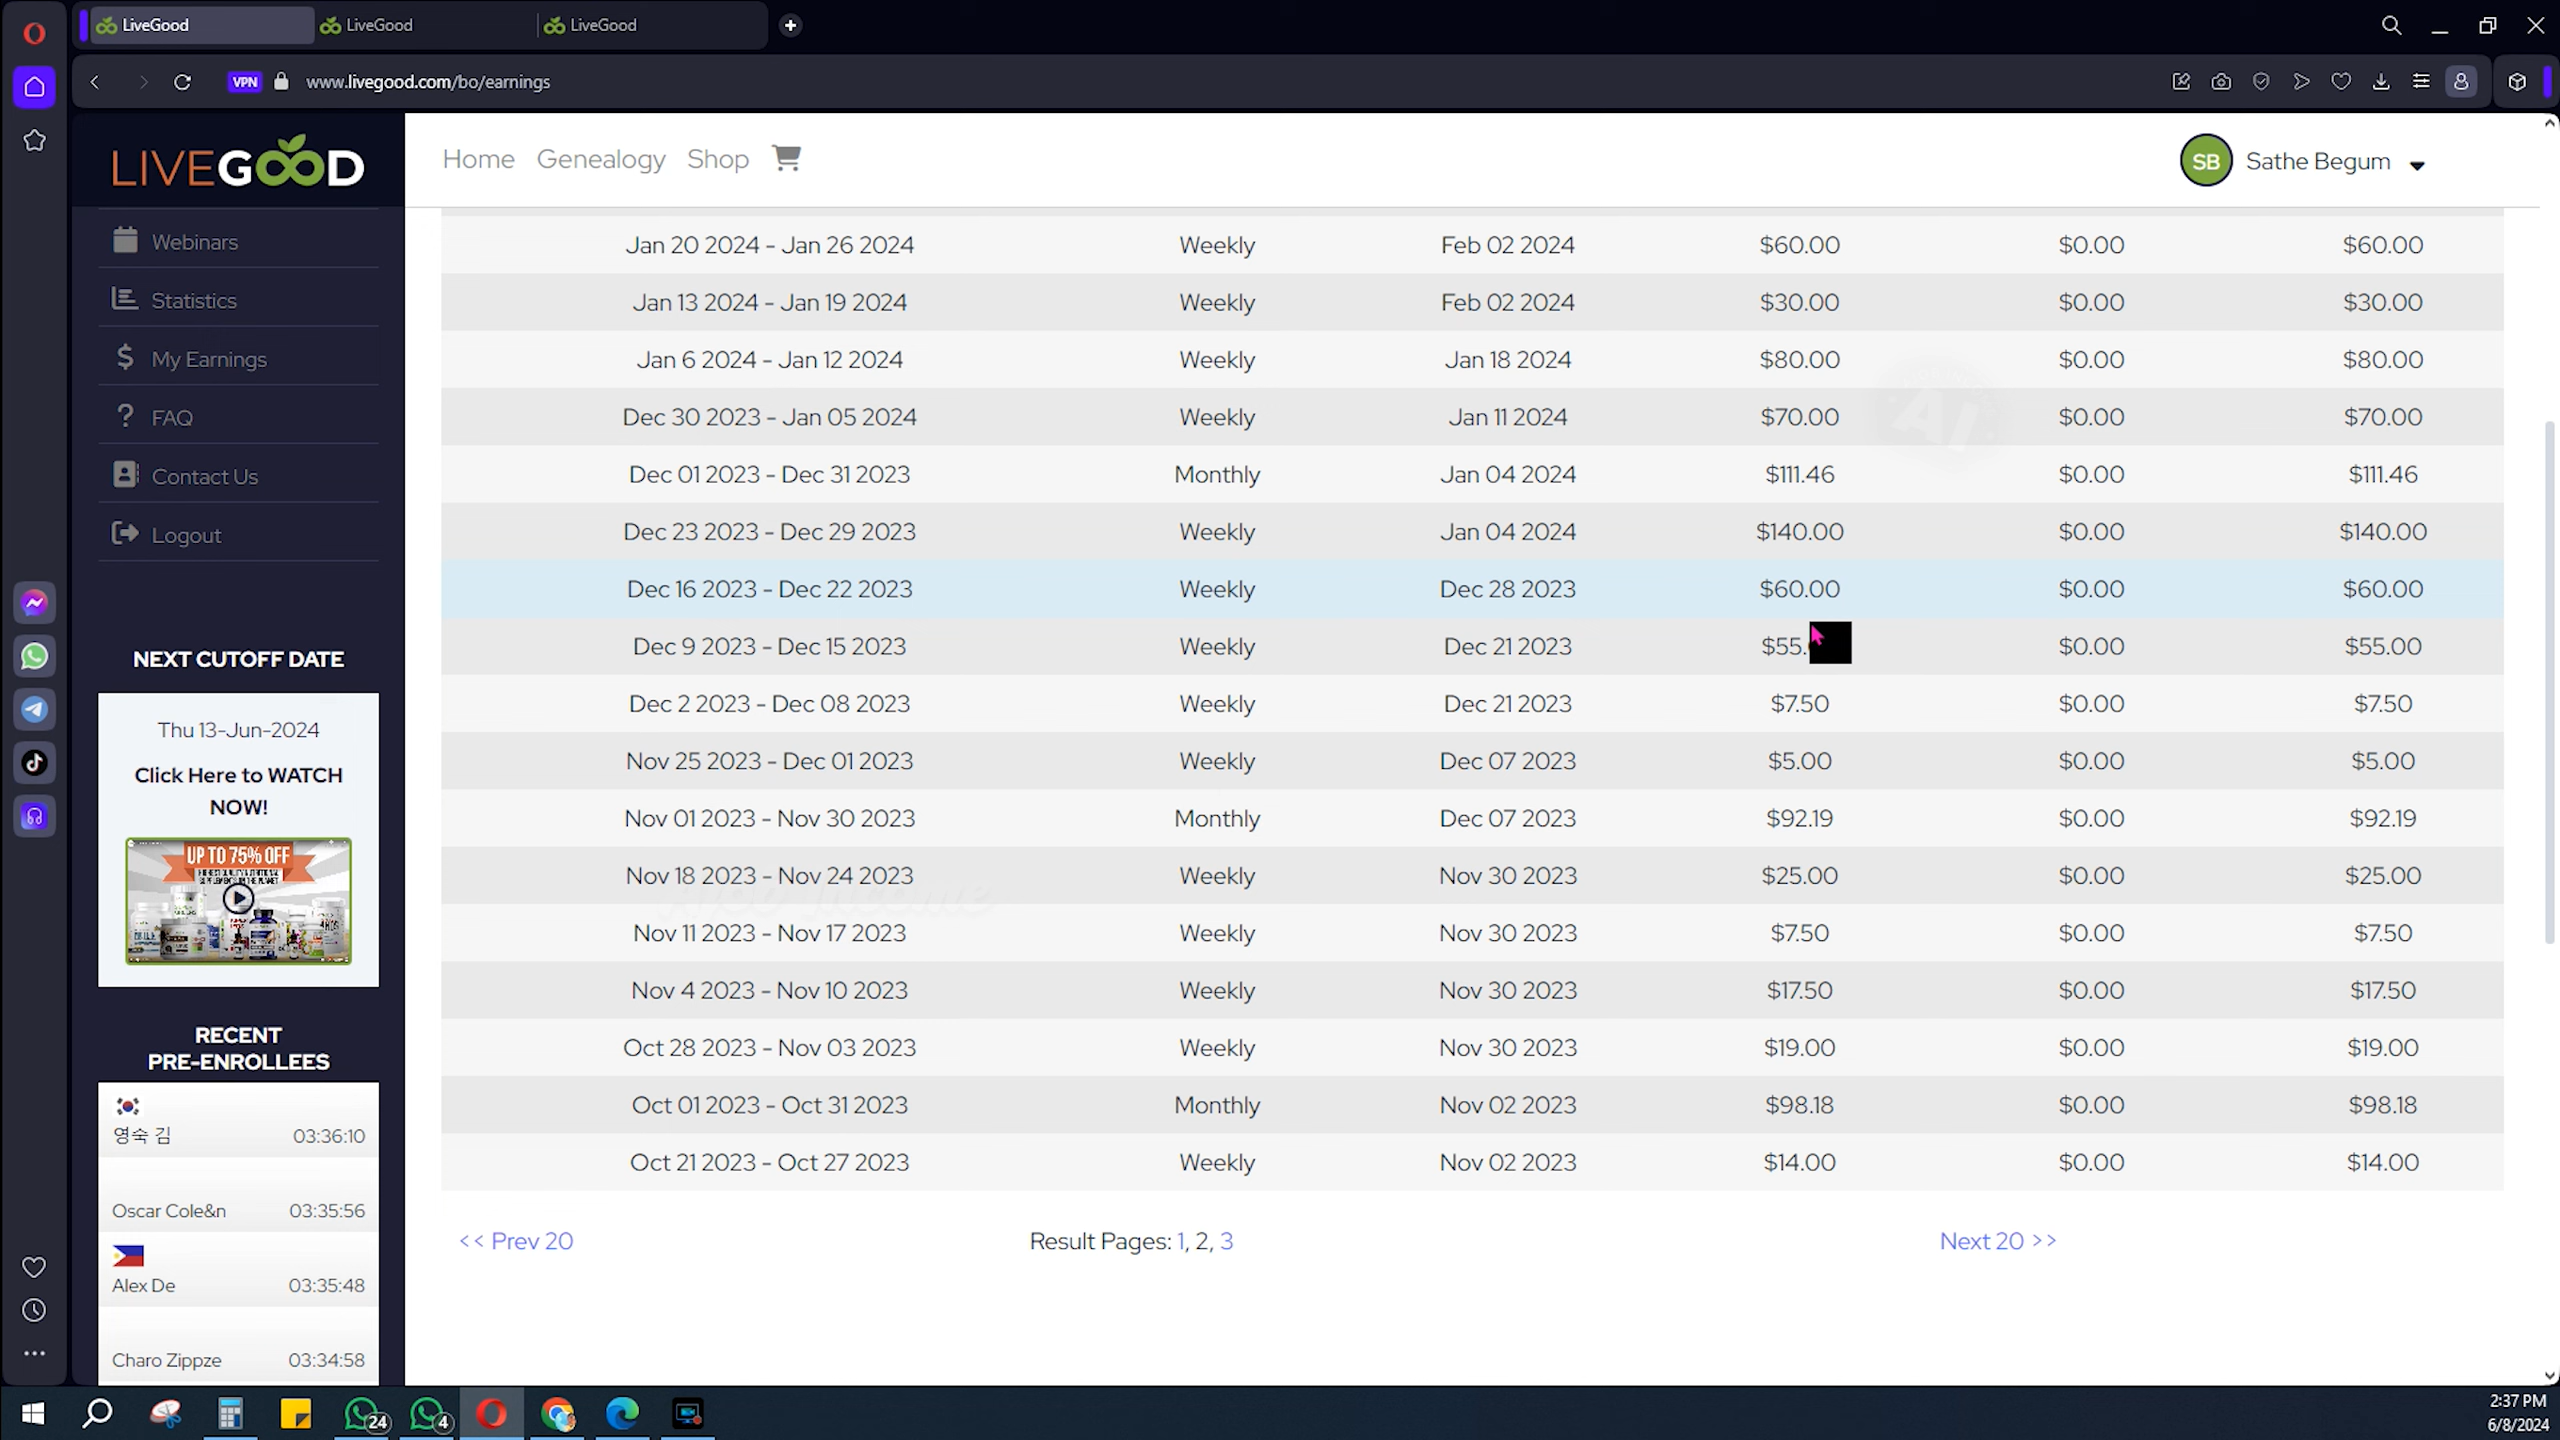 LiveGood
LiveGood
LiveGood
VPN
www.livegood.com/bo/earnings
LIVEGOOD
Home Genealogy Shop
SB Sathe Begum
Webinars
Statistics
My Earnings
FAQ
Contact Us
Logout
NEXT CUTOFF DATE
Thu 13-Jun-2024
Click Here to WATCH
NOW!
UP TO 75% OFF
RECENT
PRE-ENROLLEES
영숙 김 03:36:10
Oscar Cole&n 03:35:56
Alex De 03:35:48
Charo Zippze 03:34:58
Jan 20 2024 - Jan 26 2024 Weekly Feb 02 2024 $60.00 $0.00 $60.00
Jan 13 2024 - Jan 19 2024 Weekly Feb 02 2024 $30.00 $0.00 $30.00
Jan 6 2024 - Jan 12 2024 Weekly Jan 18 2024 $80.00 $0.00 $80.00
Dec 30 2023 - Jan 05 2024 Weekly Jan 11 2024 $70.00 $0.00 $70.00
Dec 01 2023 - Dec 31 2023 Monthly Jan 04 2024 $111.46 $0.00 $111.46
Dec 23 2023 - Dec 29 2023 Weekly Jan 04 2024 $140.00 $0.00 $140.00
Dec 16 2023 - Dec 22 2023 Weekly Dec 28 2023 $60.00 $0.00 $60.00
Dec 9 2023 - Dec 15 2023 Weekly Dec 21 2023 $55. $0.00 $55.00
Dec 2 2023 - Dec 08 2023 Weekly Dec 21 2023 $7.50 $0.00 $7.50
Nov 25 2023 - Dec 01 2023 Weekly Dec 07 2023 $5.00 $0.00 $5.00
Nov 01 2023 - Nov 30 2023 Monthly Dec 07 2023 $92.19 $0.00 $92.19
Nov 18 2023 - Nov 24 2023 Weekly Nov 30 2023 $25.00 $0.00 $25.00
Nov 11 2023 - Nov 17 2023 Weekly Nov 30 2023 $7.50 $0.00 $7.50
Nov 4 2023 - Nov 10 2023 Weekly Nov 30 2023 $17.50 $0.00 $17.50
Oct 28 2023 - Nov 03 2023 Weekly Nov 30 2023 $19.00 $0.00 $19.00
Oct 01 2023 - Oct 31 2023 Monthly Nov 02 2023 $98.18 $0.00 $98.18
Oct 21 2023 - Oct 27 2023 Weekly Nov 02 2023 $14.00 $0.00 $14.00
<< Prev 20 Result Pages: 1, 2, 3 Next 20 >>
AI
24
4
2:37 PM
6/8/2024